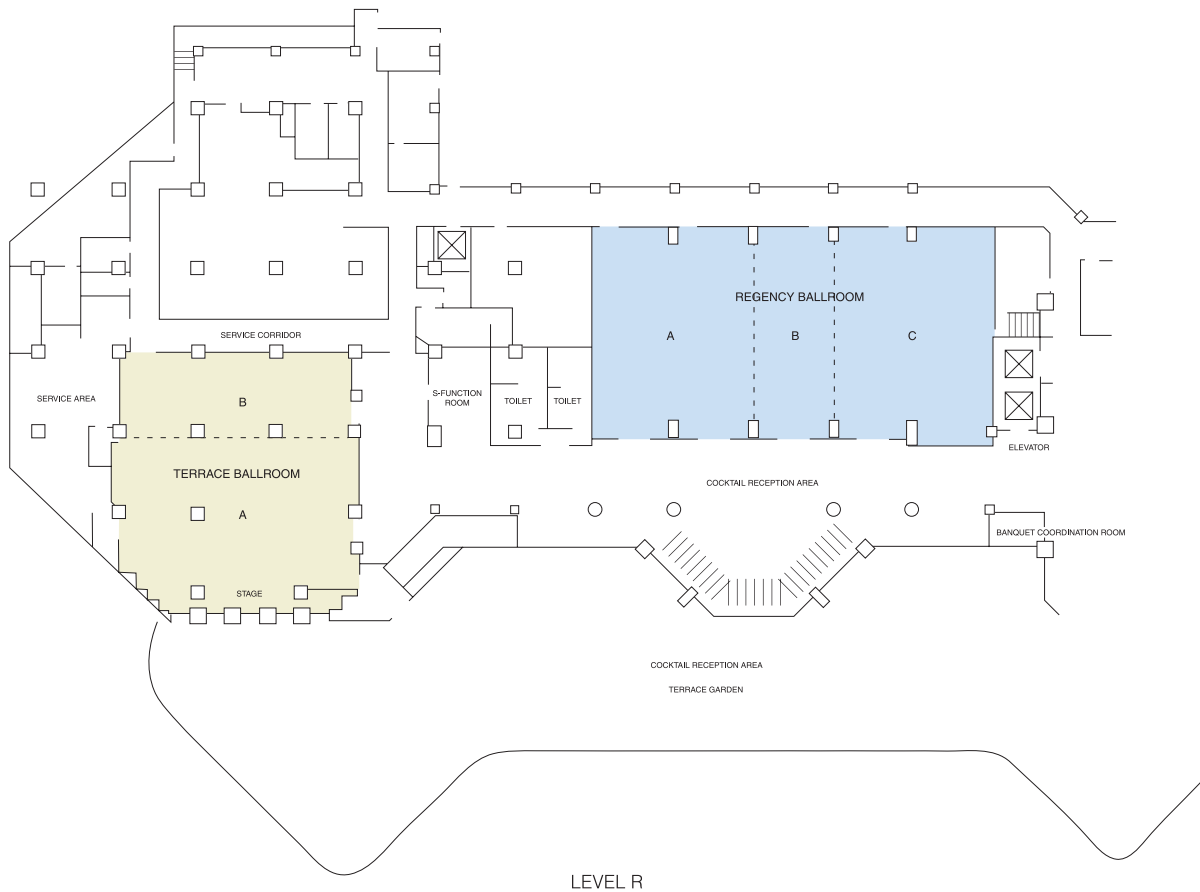 REGENCY BALLROOM
SERVICE CORRIDOR
A
B
C
S-FUNCTION
ROOM
SERVICE AREA
B
TOILET
TOILET
ELEVATOR
TERRACE BALLROOM
COCKTAIL RECEPTION AREA
A
BANQUET COORDINATION ROOM
STAGE
COCKTAIL RECEPTION AREA
TERRACE GARDEN
LEVEL R